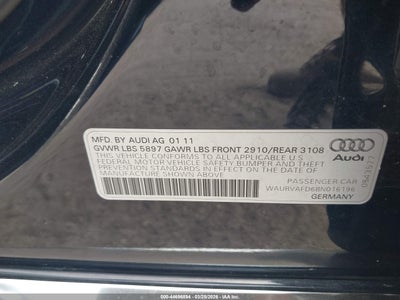 MFD. BY AUDI AG 01 11
GVWR LBS 5897 GAWR LBS FRONT 2910/REAR 3108
THIS VEHICLE CONFORMS TO ALL APPLICABLE U.S.
FEDERAL MOTOR VEHICLE SAFETY, BUMPER AND THEFT
PREVENTION STANDARDS IN EFFECT ON THE DATE OF
MANUFACTURE SHOWN ABOVE.
PASSENGER CAR
WAURVAFD6BN016196
GERMANY
Audi